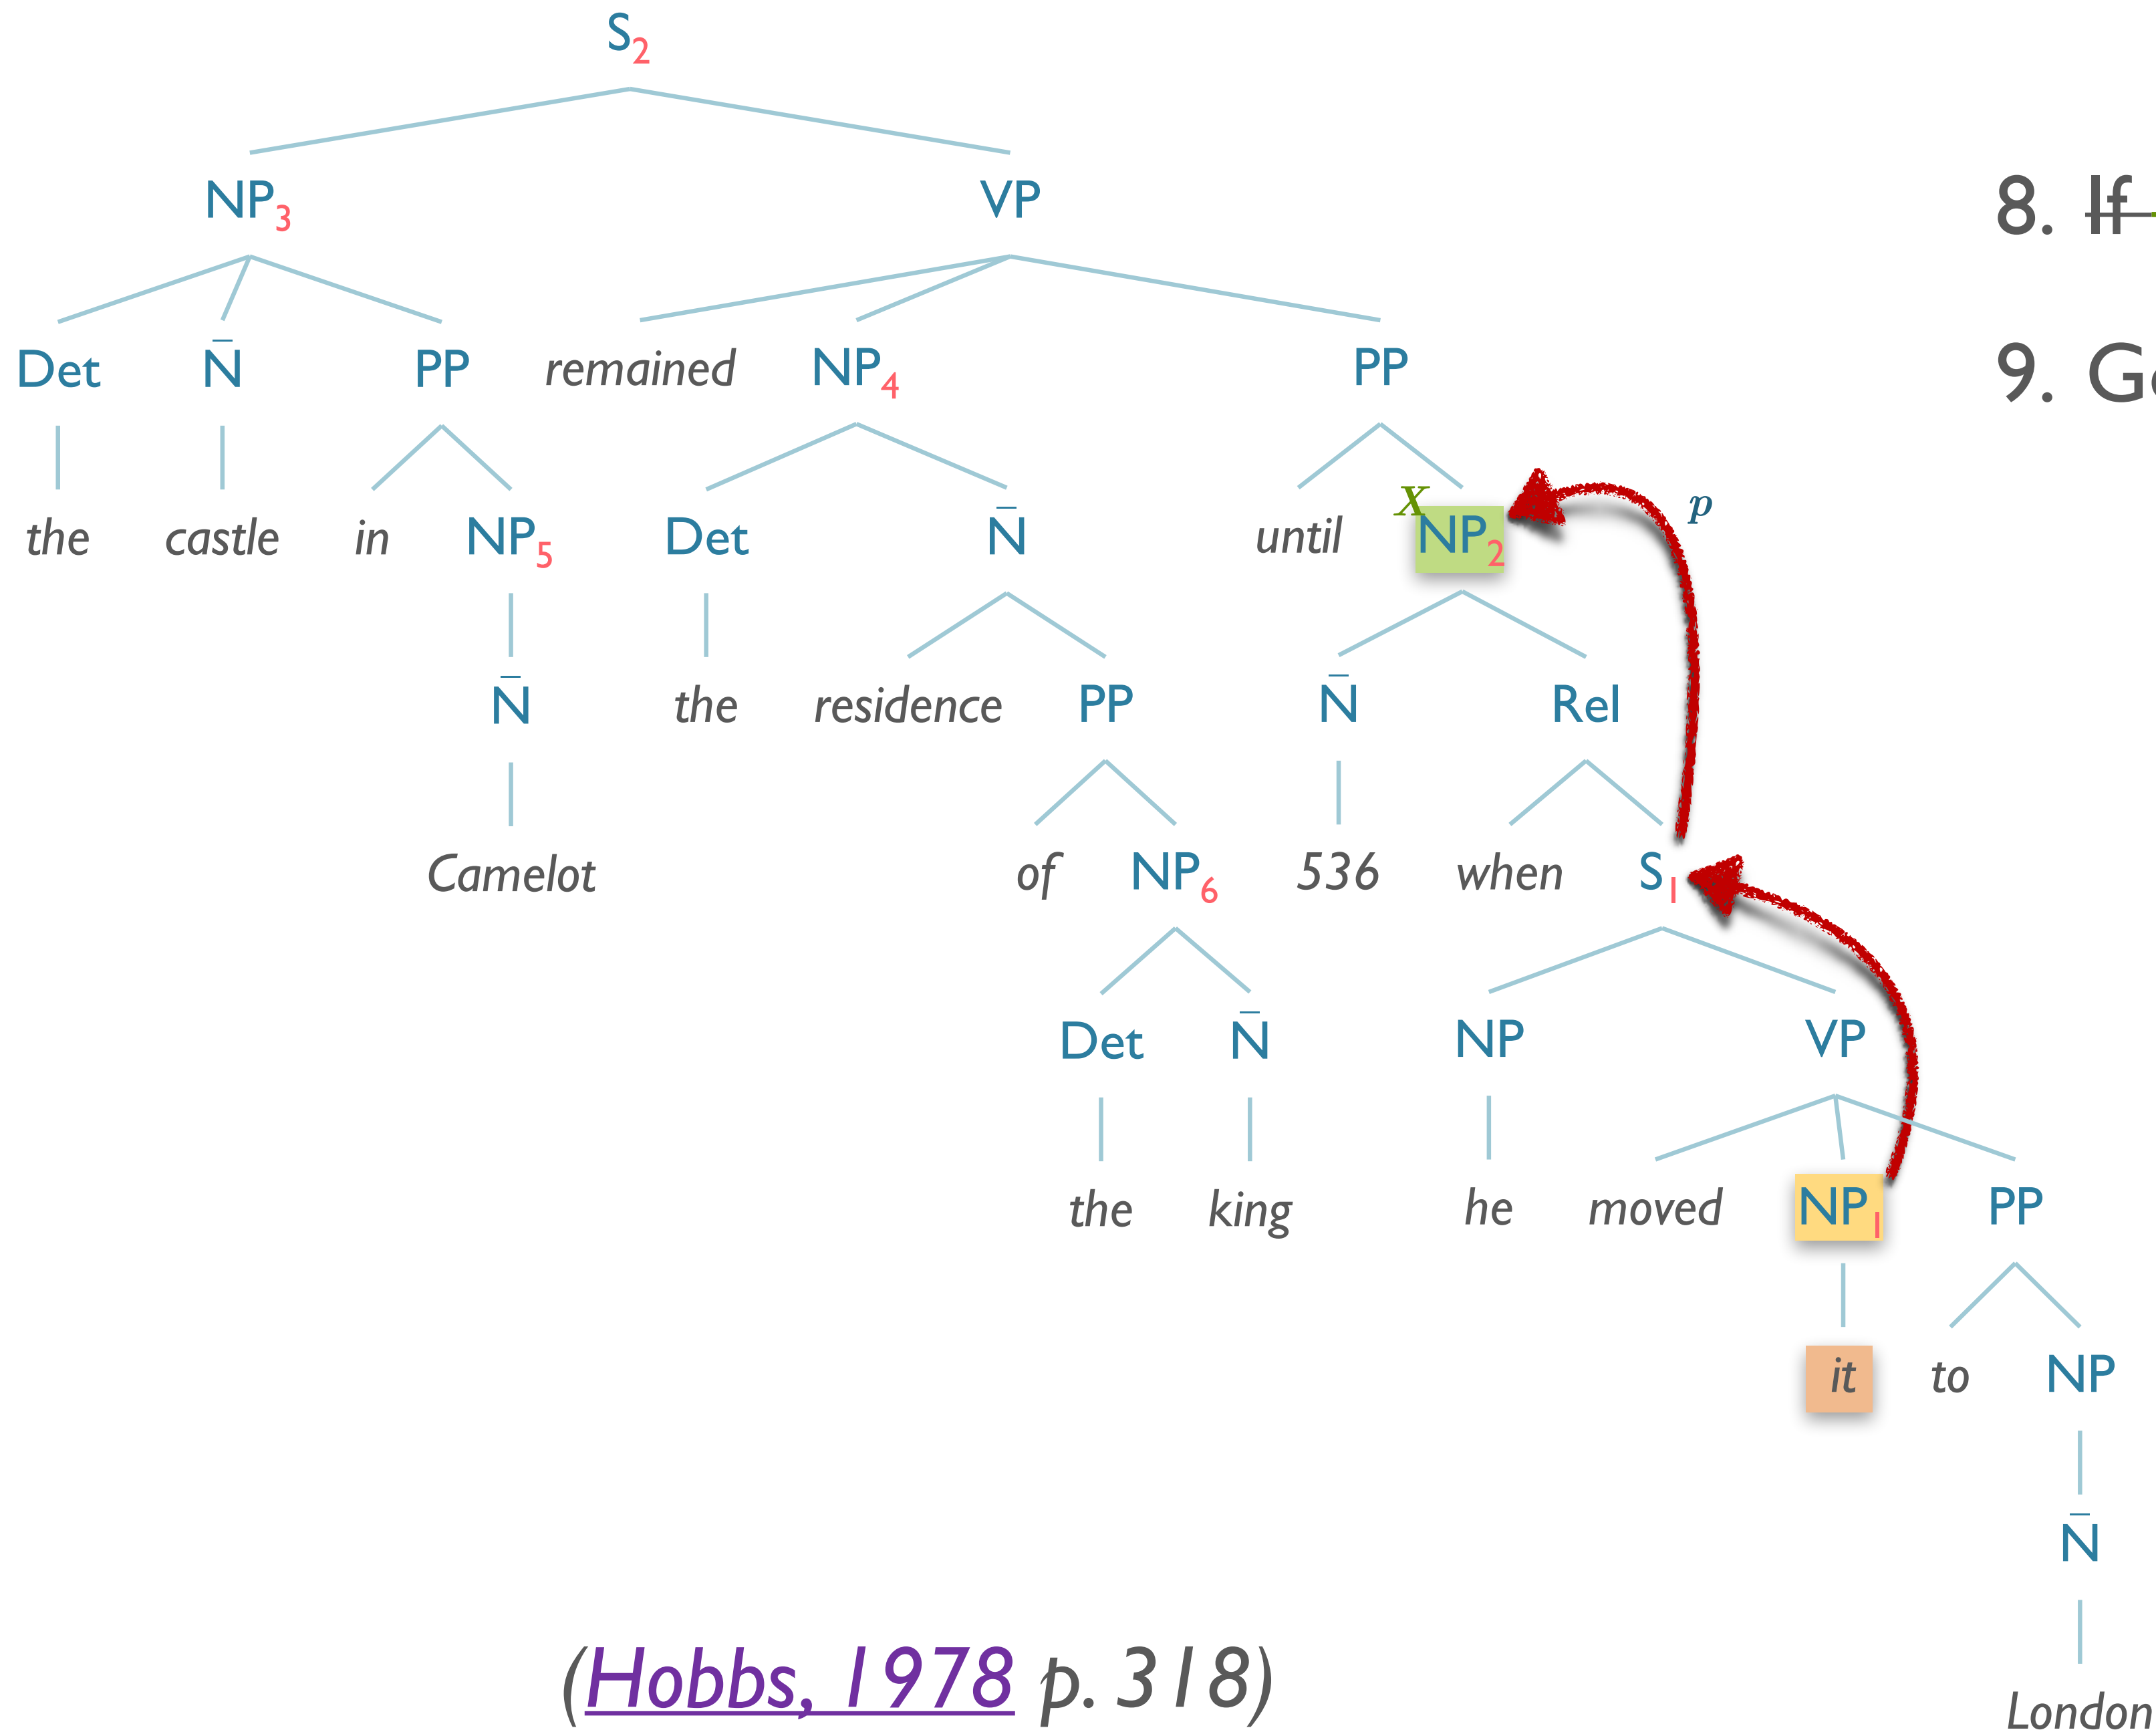 S2
NP3 VP
8. If
Det N̄ PP remained NP4 PP
9. G
the castle in NP5 Det N̄ until X NP2 p
N̄ the residence PP N̄ Rel
Camelot of NP6 536 when S1
Det N̄ NP VP
the king he moved NP1 PP
it to NP
N̄
(Hobbs, 1978 p. 318)
London